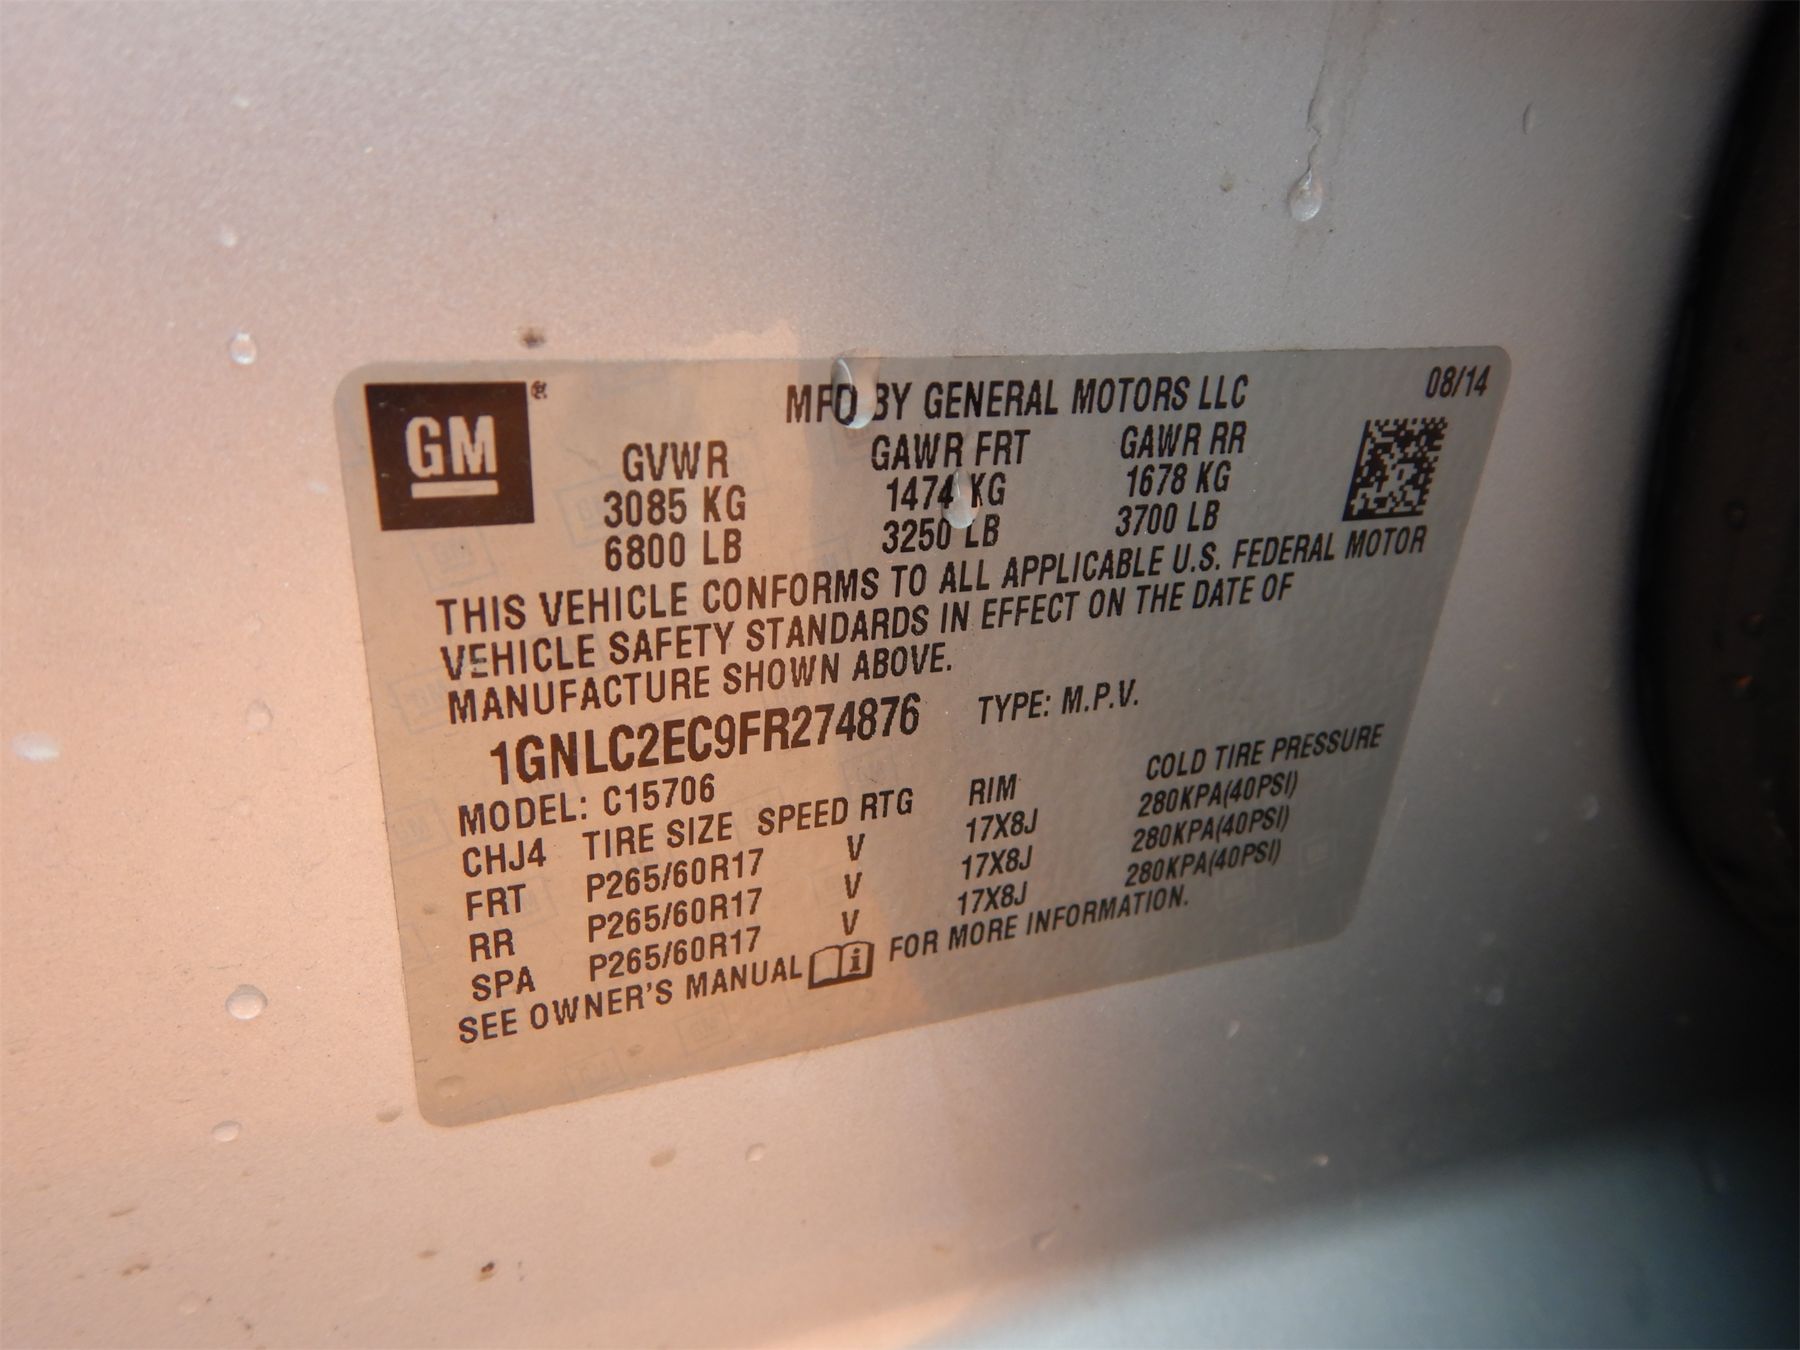 GM ®
MFD BY GENERAL MOTORS LLC 08/14
GVWR GAWR FRT GAWR RR
3085 KG 1474 KG 1678 KG
6800 LB 3250 LB 3700 LB
THIS VEHICLE CONFORMS TO ALL APPLICABLE U.S. FEDERAL MOTOR
VEHICLE SAFETY STANDARDS IN EFFECT ON THE DATE OF
MANUFACTURE SHOWN ABOVE.
1GNLC2EC9FR274876 TYPE: M.P.V.
MODEL: C15706
CHJ4 TIRE SIZE SPEED RTG RIM COLD TIRE PRESSURE
FRT P265/60R17 V 17X8J 280KPA(40PSI)
RR P265/60R17 V 17X8J 280KPA(40PSI)
SPA P265/60R17 V 17X8J 280KPA(40PSI)
SEE OWNER'S MANUAL i FOR MORE INFORMATION.